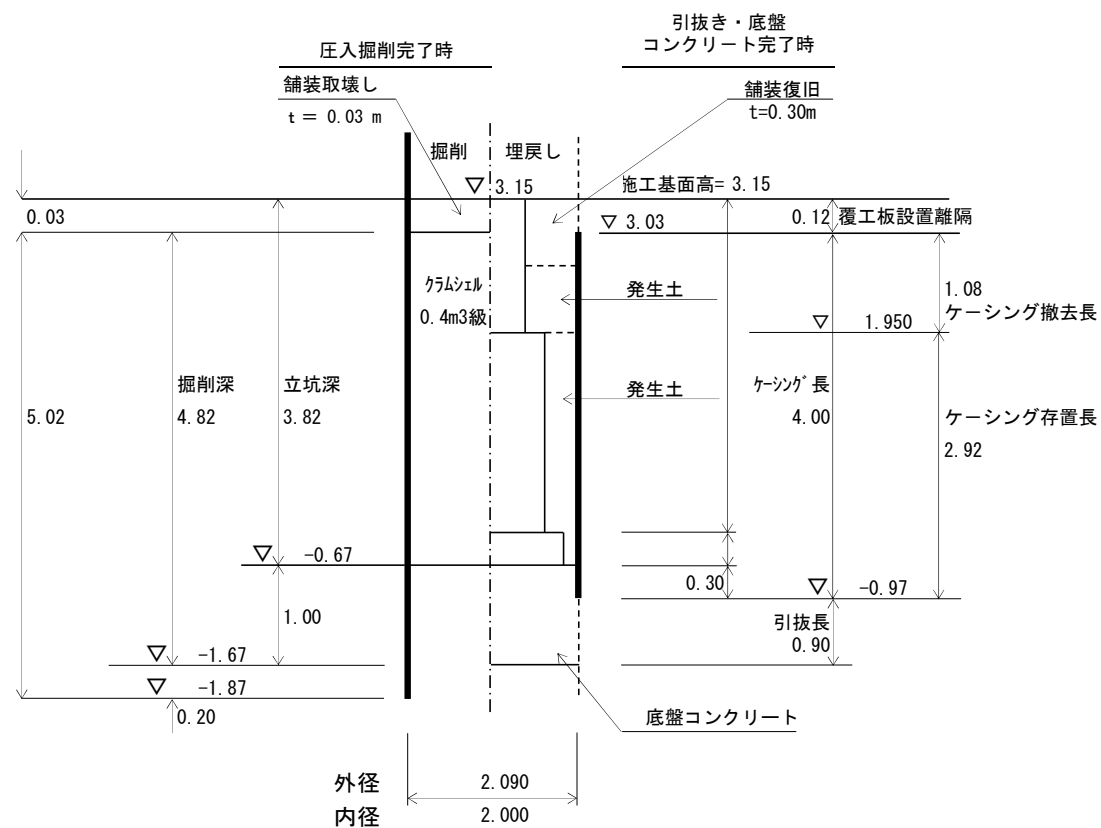 圧入掘削完了時
引抜き・底盤
コンクリート完了時
舗装取壊し
t = 0.03 m
舗装復旧
t=0.30m
掘削
埋戻し
▽ 3.15
施工基面高= 3.15
0.03
▽ 3.03
0.12
覆工板設置離隔
クラムシェル
0.4m3級
発生土
1.08
ケーシング撤去長
▽ 1.950
掘削深
4.82
立坑深
3.82
5.02
発生土
ケーシング長
4.00
ケーシング存置長
2.92
▽ -0.67
0.30
▽ -0.97
1.00
引抜長
0.90
▽ -1.67
▽ -1.87
0.20
底盤コンクリート
外径
2.090
内径
2.000